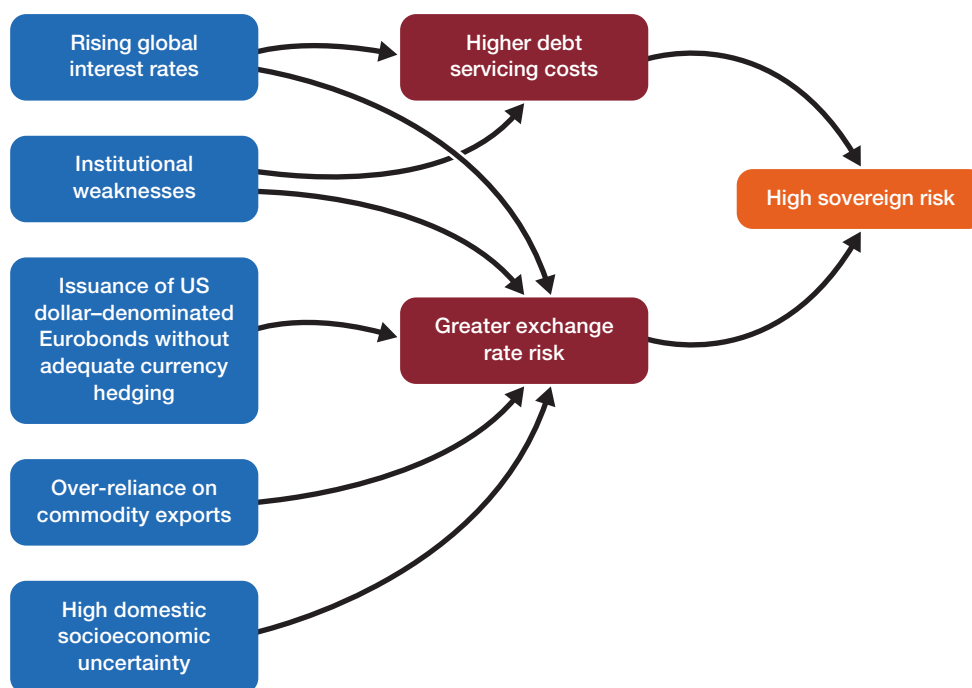 Rising global
interest rates
Higher debt
servicing costs
Institutional
weaknesses
High sovereign risk
Issuance of US
dollar–denominated
Eurobonds without
adequate currency
hedging
Greater exchange
rate risk
Over-reliance on
commodity exports
High domestic
socioeconomic
uncertainty